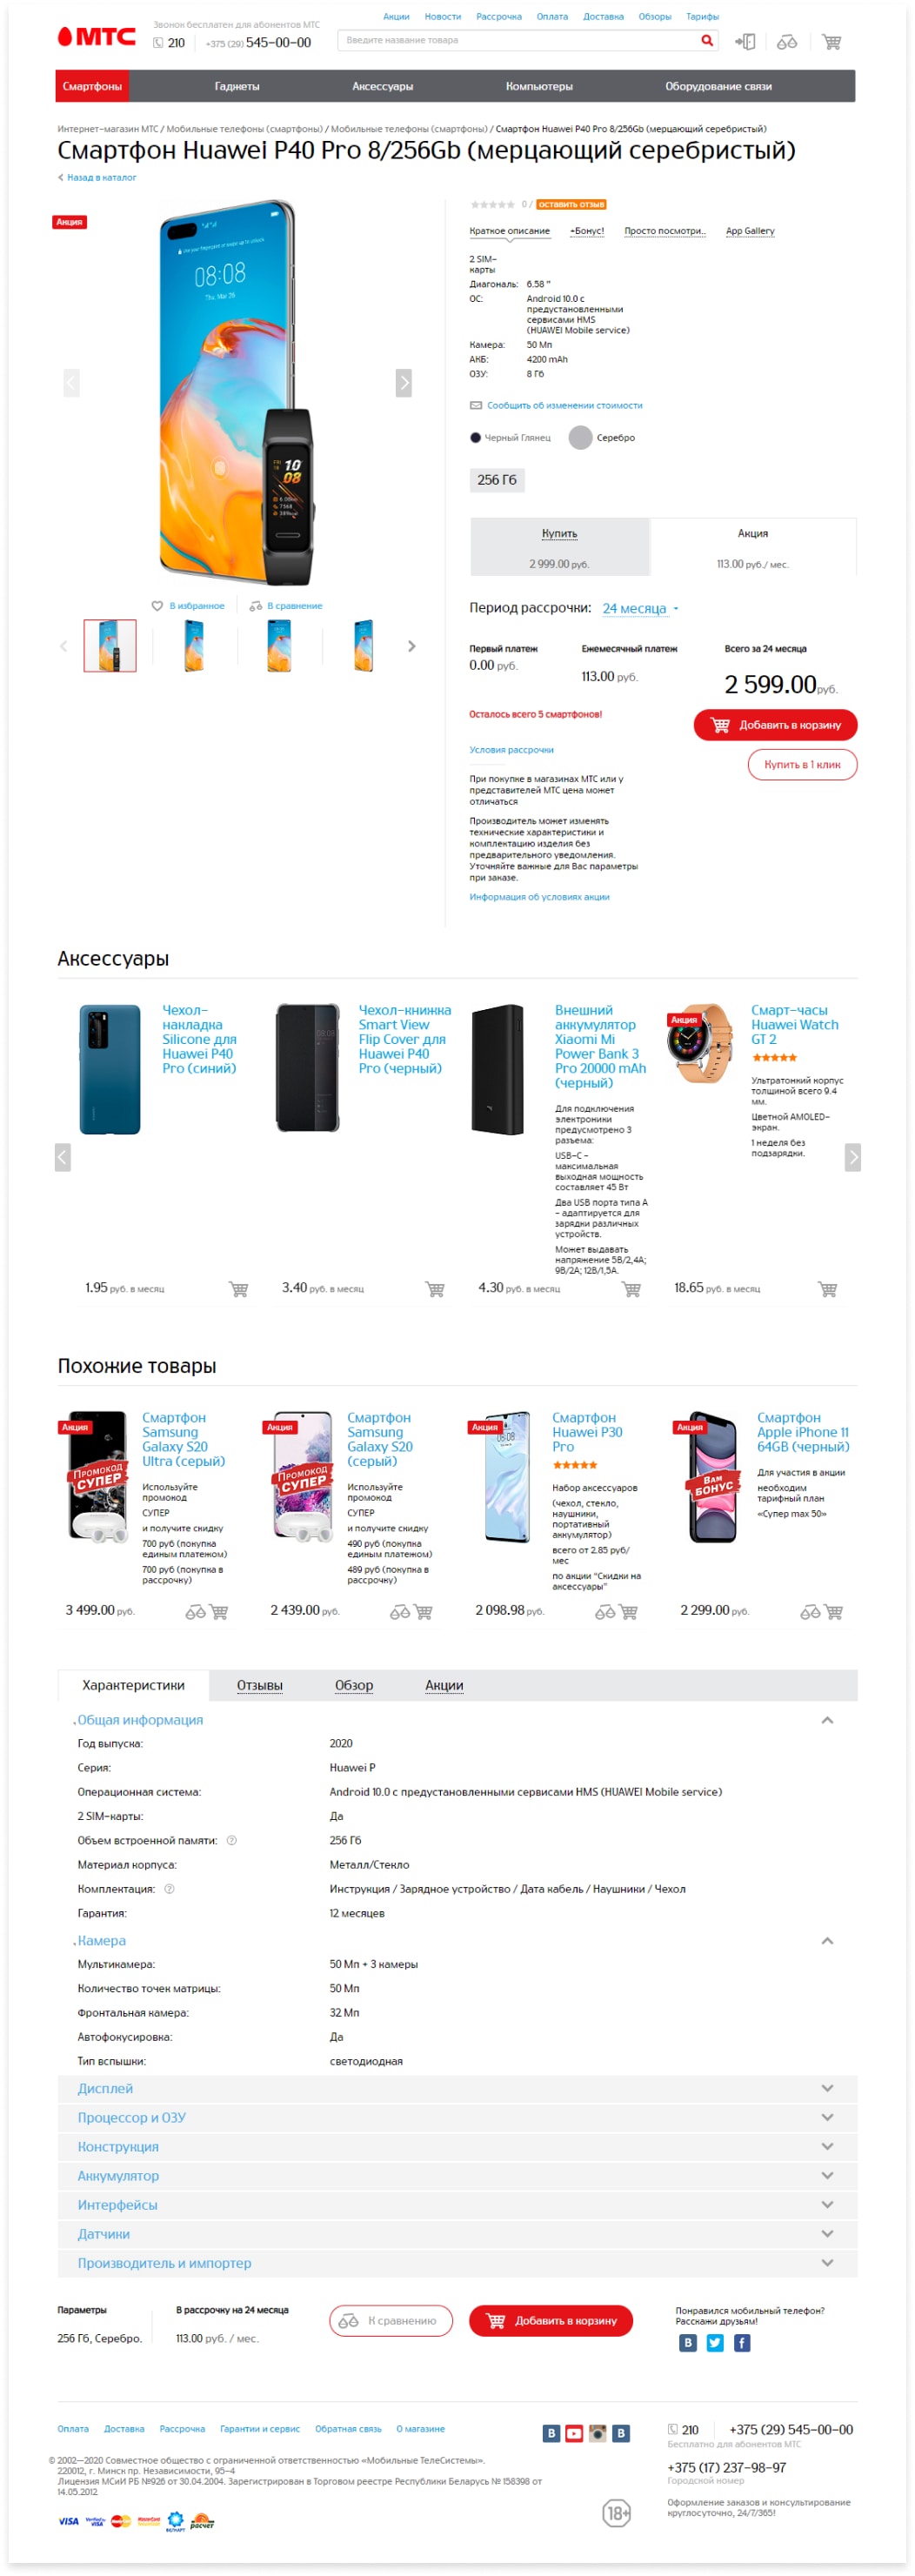 Акции Новости Рассрочка Оплата Доставка Обзоры Тарифы
МТС
Звонок бесплатен для абонентов МТС
210 +375 (29) 545-00-00
Введите название товара
Смартфоны Гаджеты Аксессуары Компьютеры Оборудование связи
Интернет-магазин МТС / Мобильные телефоны (смартфоны) / Мобильные телефоны (смартфоны) / Смартфон Huawei P40 Pro 8/256Gb (мерцающий серебристый)
Смартфон Huawei P40 Pro 8/256Gb (мерцающий серебристый)
Назад в каталог
Акция
08:08
Thu, Mar 26
10
08
В избранное В сравнение
0 / оставить отзыв
Краткое описание +Бонус! Просто посмотри.. App Gallery
2 SIM-
карты
Диагональ: 6,58 "
ОС: Android 10.0 с
предустановленными
сервисами HMS
(HUAWEI Mobile service)
Камера: 50 Мп
АКБ: 4200 mAh
ОЗУ: 8 Гб
Сообщить об изменении стоимости
Черный Глянец Серебро
256 Гб
Купить Акция
2 999.00 руб. 113.00 руб./ мес.
Период рассрочки: 24 месяца
Первый платеж Ежемесячный платеж Всего за 24 месяца
0.00 руб. 113.00 руб. 2 599.00 руб.
Осталось всего 5 смартфонов!
Добавить в корзину
Условия рассрочки
Купить в 1 клик
При покупке в магазинах МТС или у
представителей МТС цена может
отличаться
Производитель может изменять
технические характеристики и
комплектацию изделия без
предварительного уведомления.
Уточняйте важные для Вас параметры
при заказе.
Информация об условиях акции
Аксессуары
Чехол-
накладка
Silicone для
Huawei P40
Pro (синий)
1.95 руб. в месяц
Чехол-книжка
Smart View
Flip Cover для
Huawei P40
Pro (черный)
3.40 руб. в месяц
Внешний
аккумулятор
Xiaomi Mi
Power Bank 3
Pro 20000 mAh
(черный)
Для подключения
электроники
предусмотрено 3
разъема:
USB-C -
максимальная
выходная мощность
составляет 45 Вт
Два USB порта типа А
- адаптируется для
зарядки различных
устройств.
Может выдавать
напряжение 5В/2,4А;
9В/2А; 12В/1,5А.
4.30 руб. в месяц
Акция
Смарт-часы
Huawei Watch
GT 2
Ультратонкий корпус
толщиной всего 9.4
мм.
Цветной AMOLED-
экран.
1 неделя без
подзарядки.
18.65 руб. в месяц
Похожие товары
Акция
Промокод
СУПЕР
Смартфон
Samsung
Galaxy S20
Ultra (серый)
Используйте
промокод
СУПЕР
и получите скидку
700 руб (покупка
единым платежом)
700 руб (покупка в
рассрочку)
3 499.00 руб.
Акция
Промокод
СУПЕР
Смартфон
Samsung
Galaxy S20
(серый)
Используйте
промокод
СУПЕР
и получите скидку
490 руб (покупка
единым платежом)
489 руб (покупка в
рассрочку)
2 439.00 руб.
Акция
Смартфон
Huawei P30
Pro
Набор аксессуаров
(чехол, стекло,
наушники,
портативный
аккумулятор)
всего от 2.85 руб/
мес
по акции "Скидки на
аксессуары"
2 098.98 руб.
Акция
Вам
БОНУС
Смартфон
Apple iPhone 11
64GB (черный)
Для участия в акции
необходим
тарифный план
«Супер max 50»
2 299.00 руб.
Характеристики Отзывы Обзор Акции
Общая информация
Год выпуска: 2020
Серия: Huawei P
Операционная система: Android 10.0 с предустановленными сервисами HMS (HUAWEI Mobile service)
2 SIM-карты: Да
Объем встроенной памяти: 256 Гб
Материал корпуса: Металл/Стекло
Комплектация: Инструкция / Зарядное устройство / Дата кабель / Наушники / Чехол
Гарантия: 12 месяцев
Камера
Мультикамера: 50 Мп + 3 камеры
Количество точек матрицы: 50 Мп
Фронтальная камера: 32 Мп
Автофокусировка: Да
Тип вспышки: светодиодная
Дисплей
Процессор и ОЗУ
Конструкция
Аккумулятор
Интерфейсы
Датчики
Производитель и импортер
Параметры В рассрочку на 24 месяца
256 Гб, Серебро. 113.00 руб. / мес.
К сравнению
Добавить в корзину
Понравился мобильный телефон?
Расскажи друзьям!
Оплата Доставка Рассрочка Гарантии и сервис Обратная связь О магазине
© 2002—2020 Совместное общество с ограниченной ответственностью «Мобильные ТелеСистемы».
220012, г. Минск пр. Независимости, 95-4
Лицензия МСиИ РБ №926 от 30.04.2004. Зарегистрирован в Торговом реестре Республики Беларусь № 158398 от
14.05.2012
VISA Verified by VISA MasterCard БЕЛКАРТ расчет
18+
210 +375 (29) 545-00-00
Бесплатно для абонентов МТС
+375 (17) 237-98-97
Городской номер
Оформление заказов и консультирование
круглосуточно, 24/7/365!